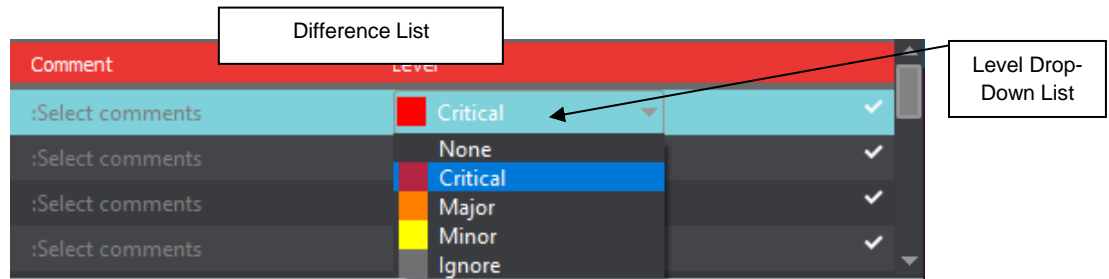 Difference List
Comment
Level
Level Drop-
Down List
:Select comments
Critical
None
:Select comments
Critical
:Select comments
Major
Minor
:Select comments
Ignore